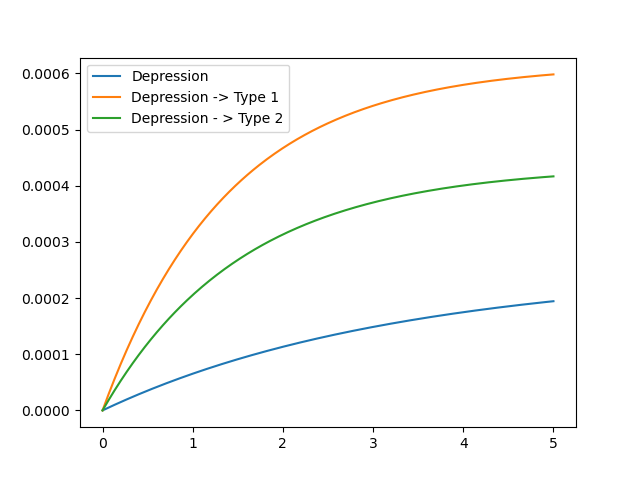 Depression
Depression -> Type 1
Depression - > Type 2
0.0006
0.0005
0.0004
0.0003
0.0002
0.0001
0.0000
0 1 2 3 4 5